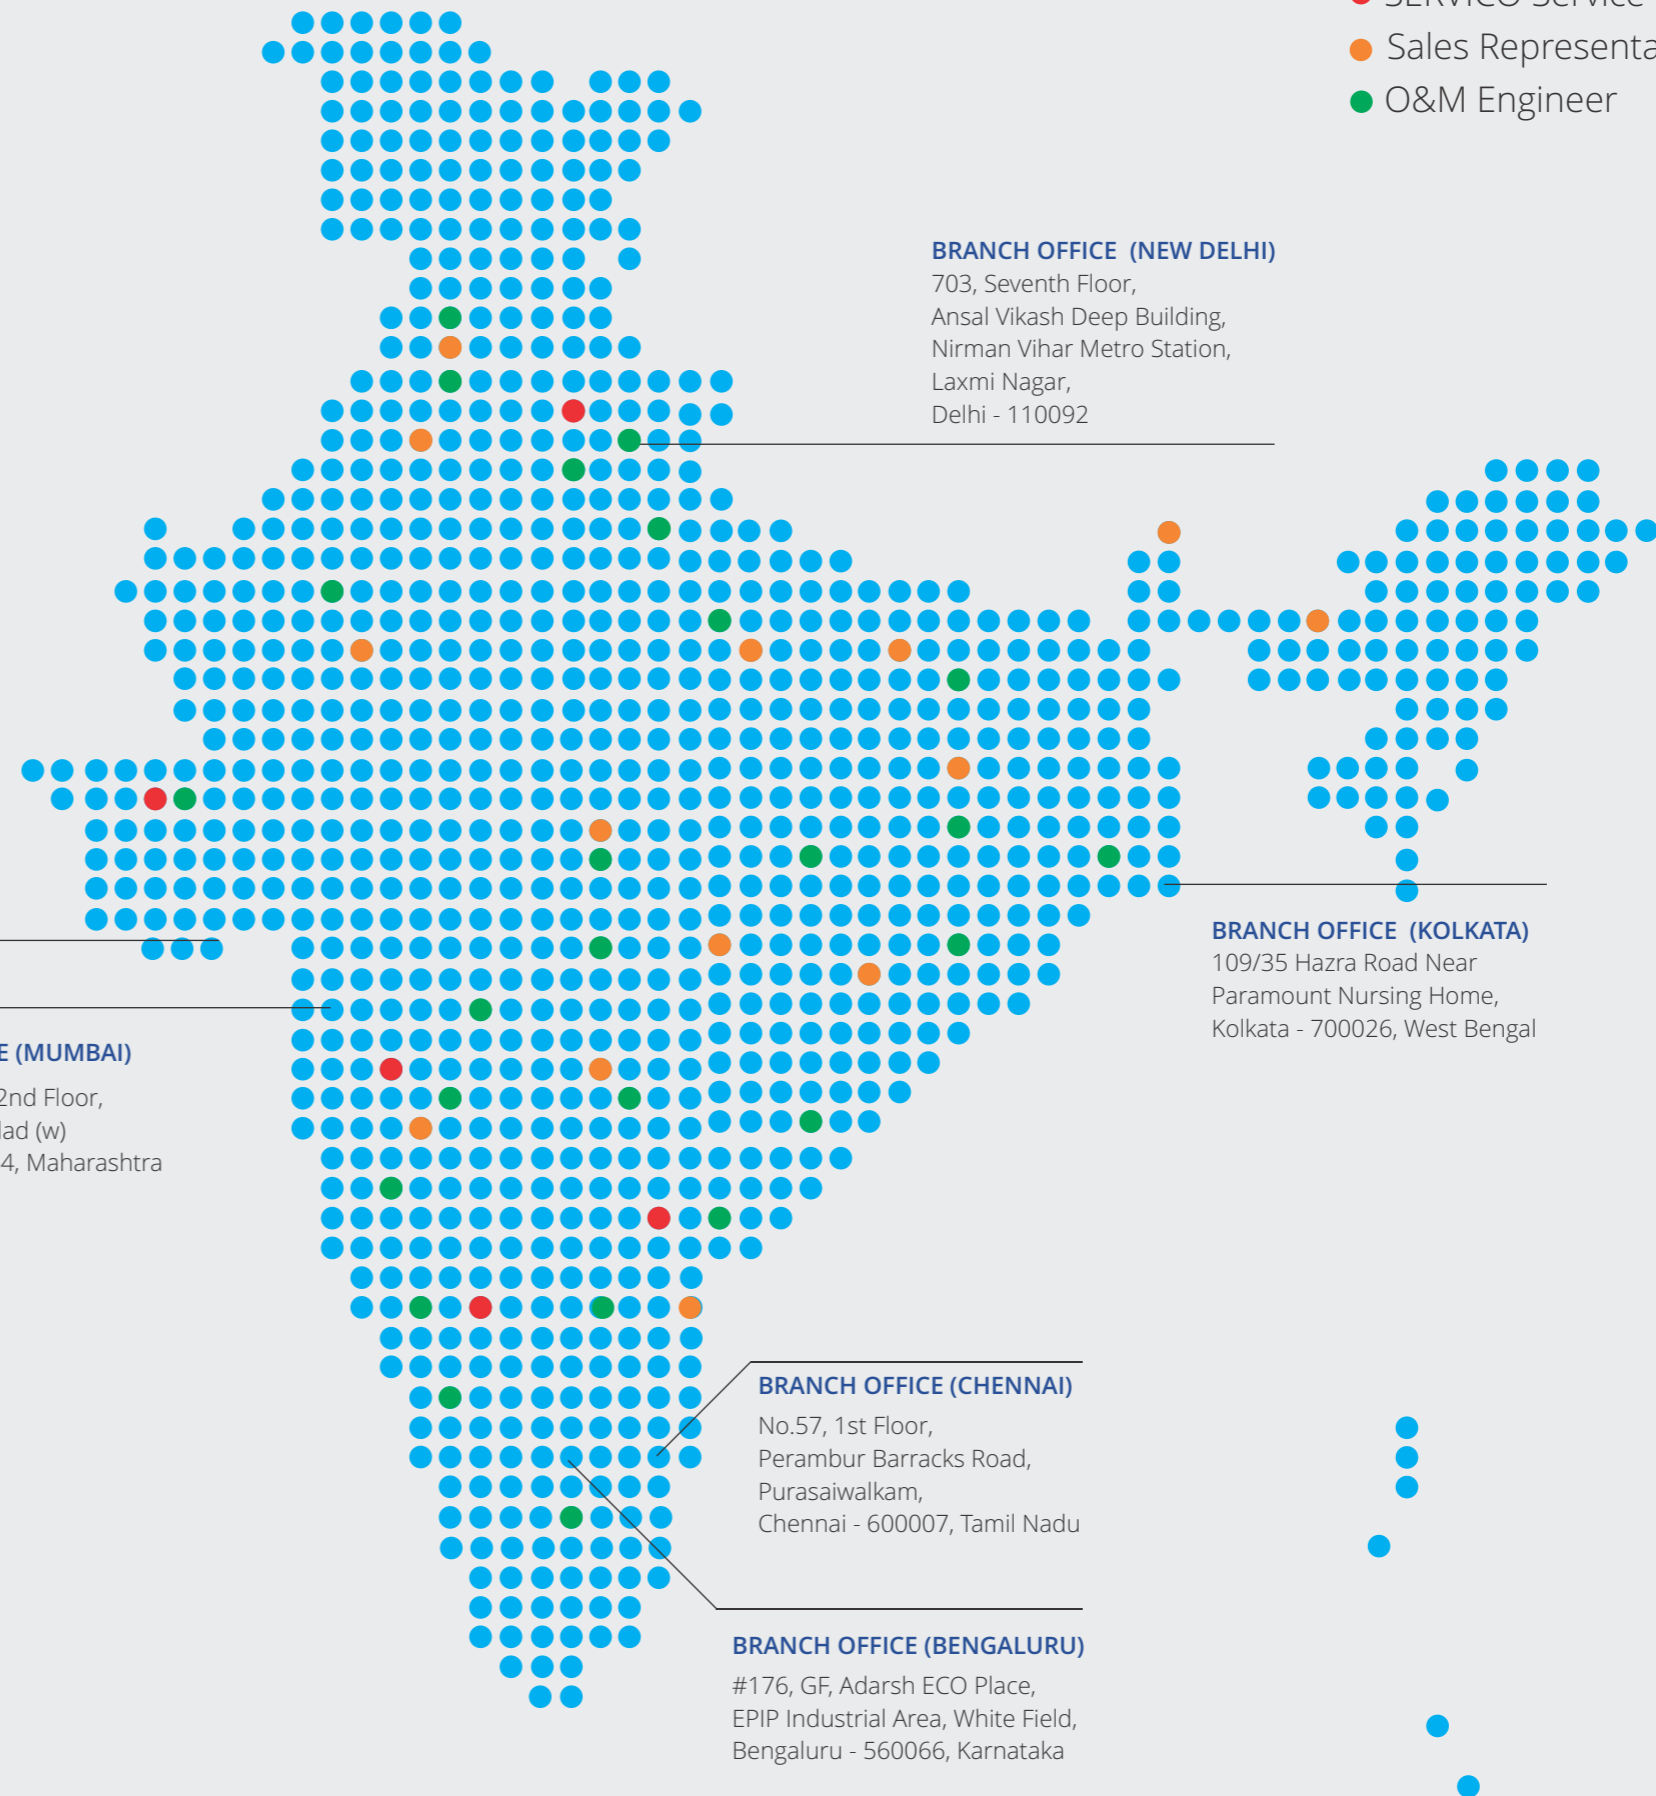 Service
Sales
O&M Engineer
BRANCH OFFICE (NEW DELHI)
703, Seventh Floor,
Ansal Vikash Deep Building,
Nirman Vihar Metro Station,
Laxmi Nagar,
Delhi - 110092
BRANCH OFFICE (KOLKATA)
109/35 Hazra Road Near
Paramount Nursing Home,
Kolkata - 700026, West Bengal
(MUMBAI)
2nd Floor,
(w)
Maharashtra
BRANCH OFFICE (CHENNAI)
No.57, 1st Floor,
Perambur Barracks Road,
Purasaiwalkam,
Chennai - 600007, Tamil Nadu
BRANCH OFFICE (BENGALURU)
#176, GF, Adarsh ECO Place,
EPIP Industrial Area, White Field,
Bengaluru - 560066, Karnataka